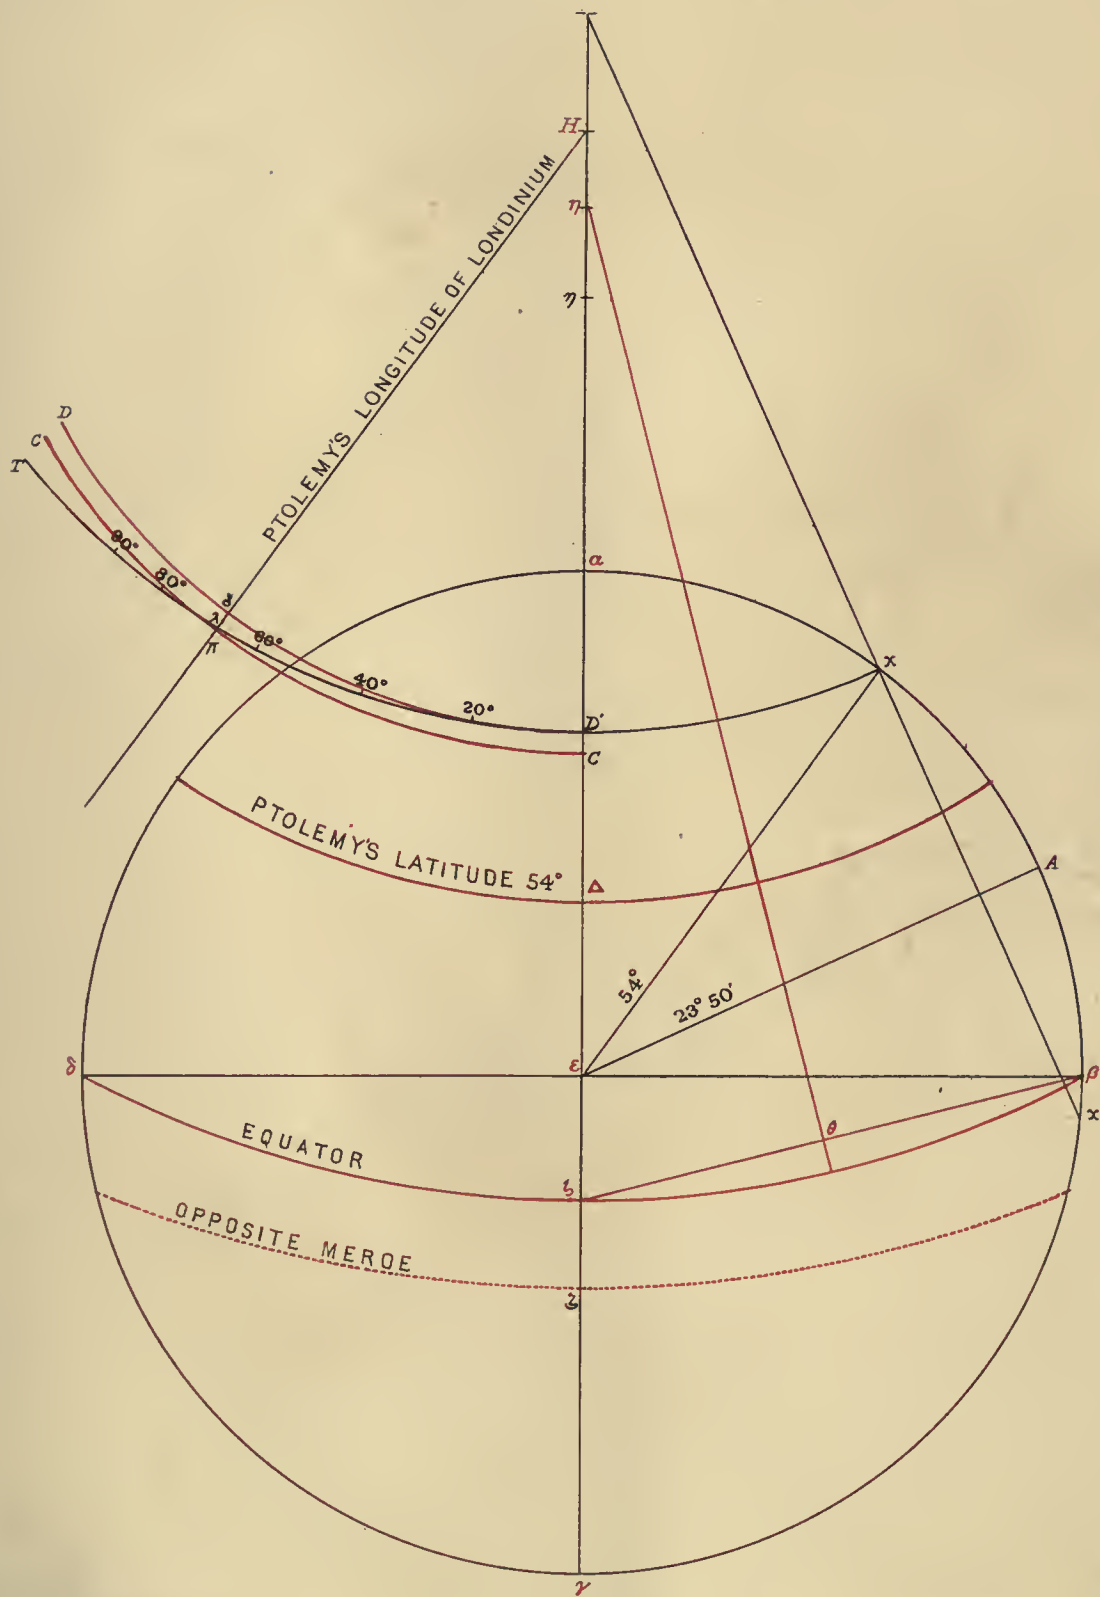 H
η
η
PTOLEMY'S LONGITUDE OF LONDINIUM
D
C
T
90°
80°
λ
π
60°
40°
20°
α
x
D'
C
PTOLEMY'S LATITUDE 54°
Δ
A
54°
23° 50'
δ
ε
β
x
EQUATOR
θ
OPPOSITE MEROE
γ